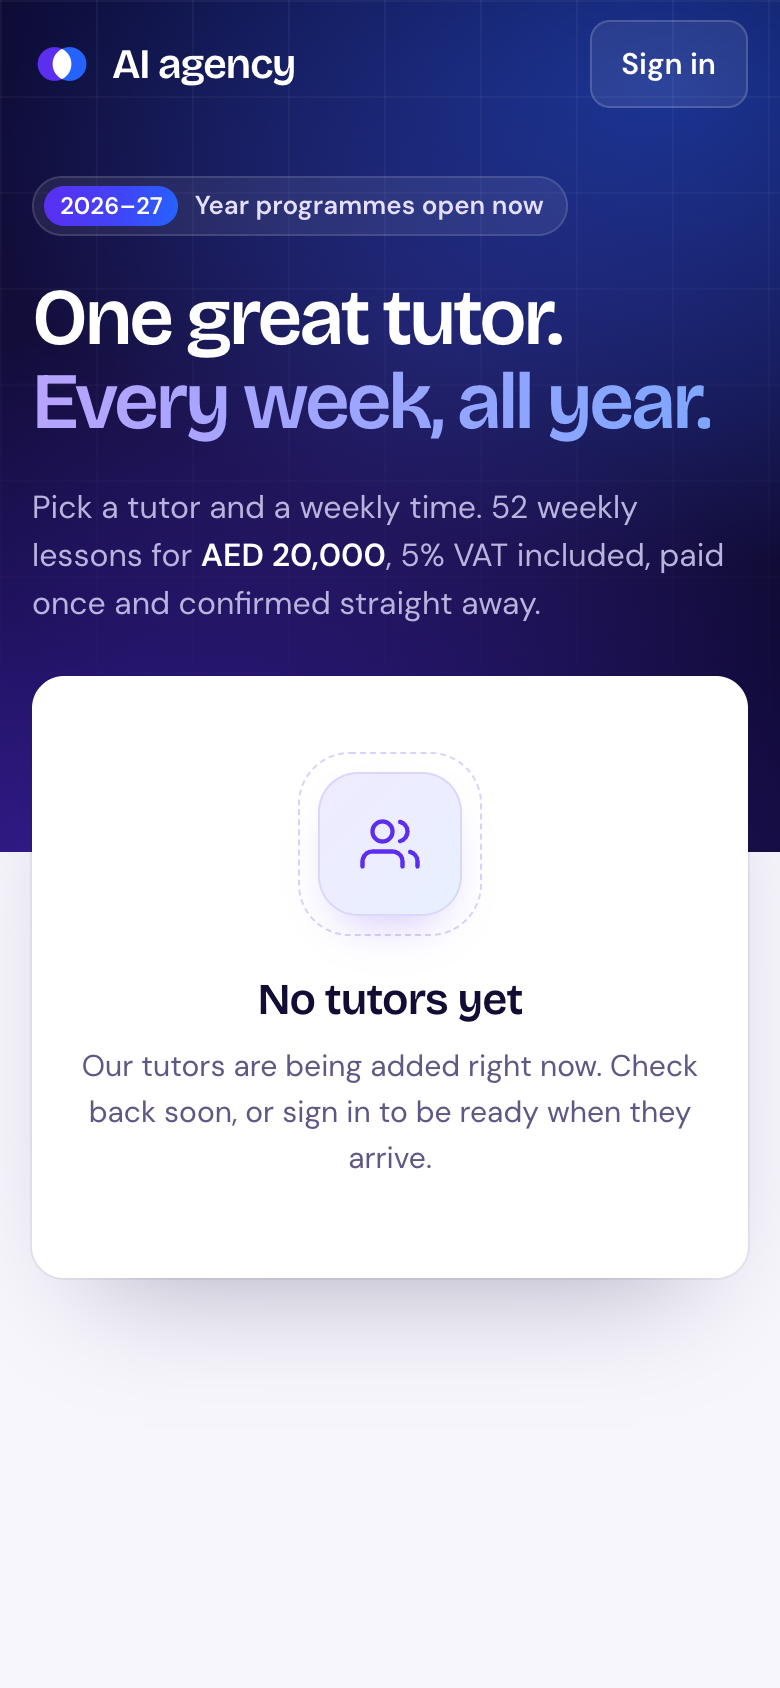 AI agency
Sign in
2026–27 Year programmes open now
One great tutor.
Every week, all year.
Pick a tutor and a weekly time. 52 weekly
lessons for AED 20,000, 5% VAT included, paid
once and confirmed straight away.
No tutors yet
Our tutors are being added right now. Check
back soon, or sign in to be ready when they
arrive.